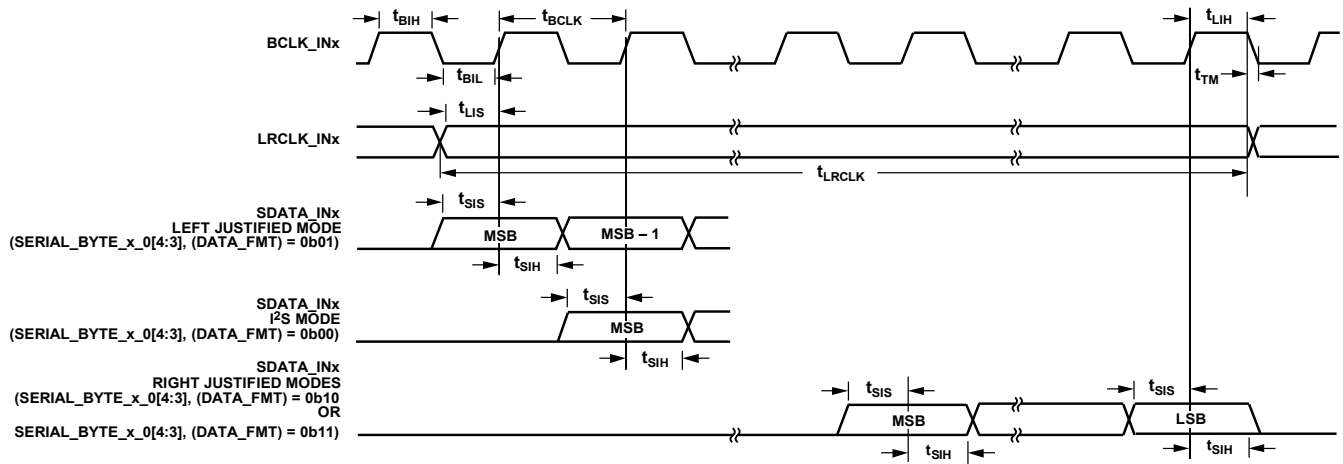 tBIH
tBCLK
tLIH
BCLK_INx
tBIL
tTM
tLIS
LRCLK_INx
tLRCLK
SDATA_INx
LEFT JUSTIFIED MODE
(SERIAL_BYTE_x_0[4:3], (DATA_FMT) = 0b01)
tSIS
MSB
MSB – 1
tSIH
SDATA_INx
I2S MODE
(SERIAL_BYTE_x_0[4:3], (DATA_FMT) = 0b00)
tSIS
MSB
tSIH
SDATA_INx
RIGHT JUSTIFIED MODES
(SERIAL_BYTE_x_0[4:3], (DATA_FMT) = 0b10
OR
SERIAL_BYTE_x_0[4:3], (DATA_FMT) = 0b11)
tSIS
tSIS
MSB
LSB
tSIH
tSIH